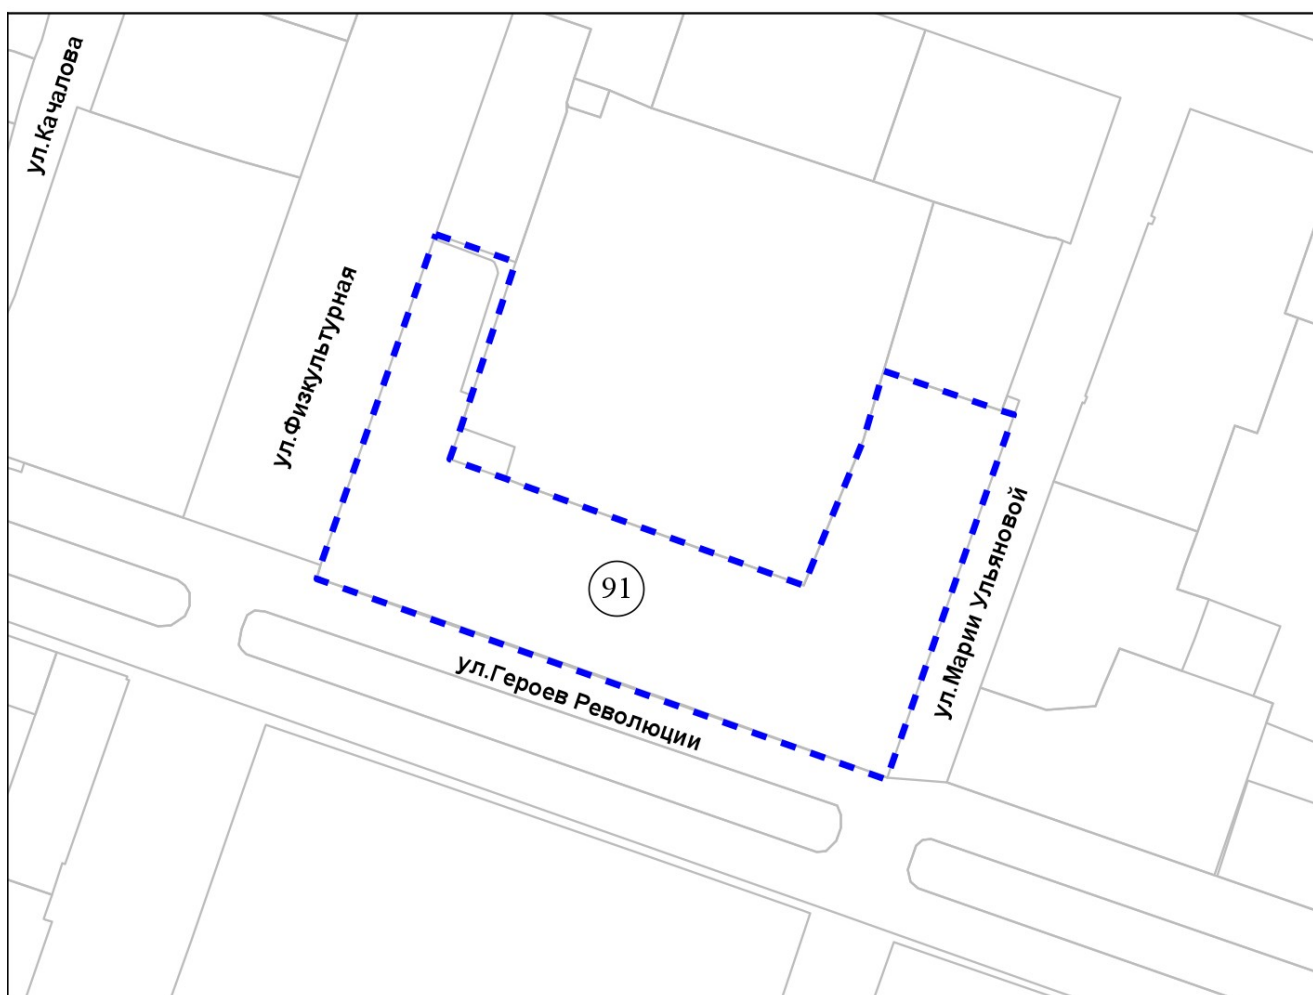 ул.Качалова
ул.Физкультурная
91
ул.Героев Революции
ул.Марии Ульяновой